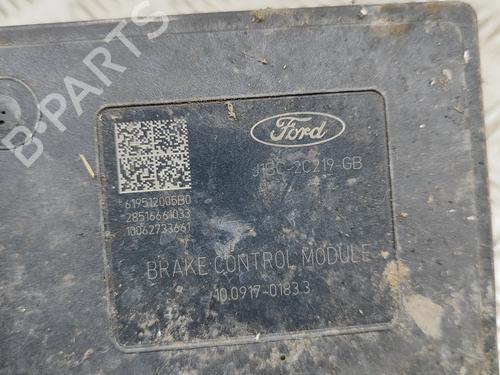 B-PARTS
Ford
J1BC-2C219-GB
619512005B0
28516661033
10062733661
BRAKE CONTROL MODULE
10.0917-0183.3